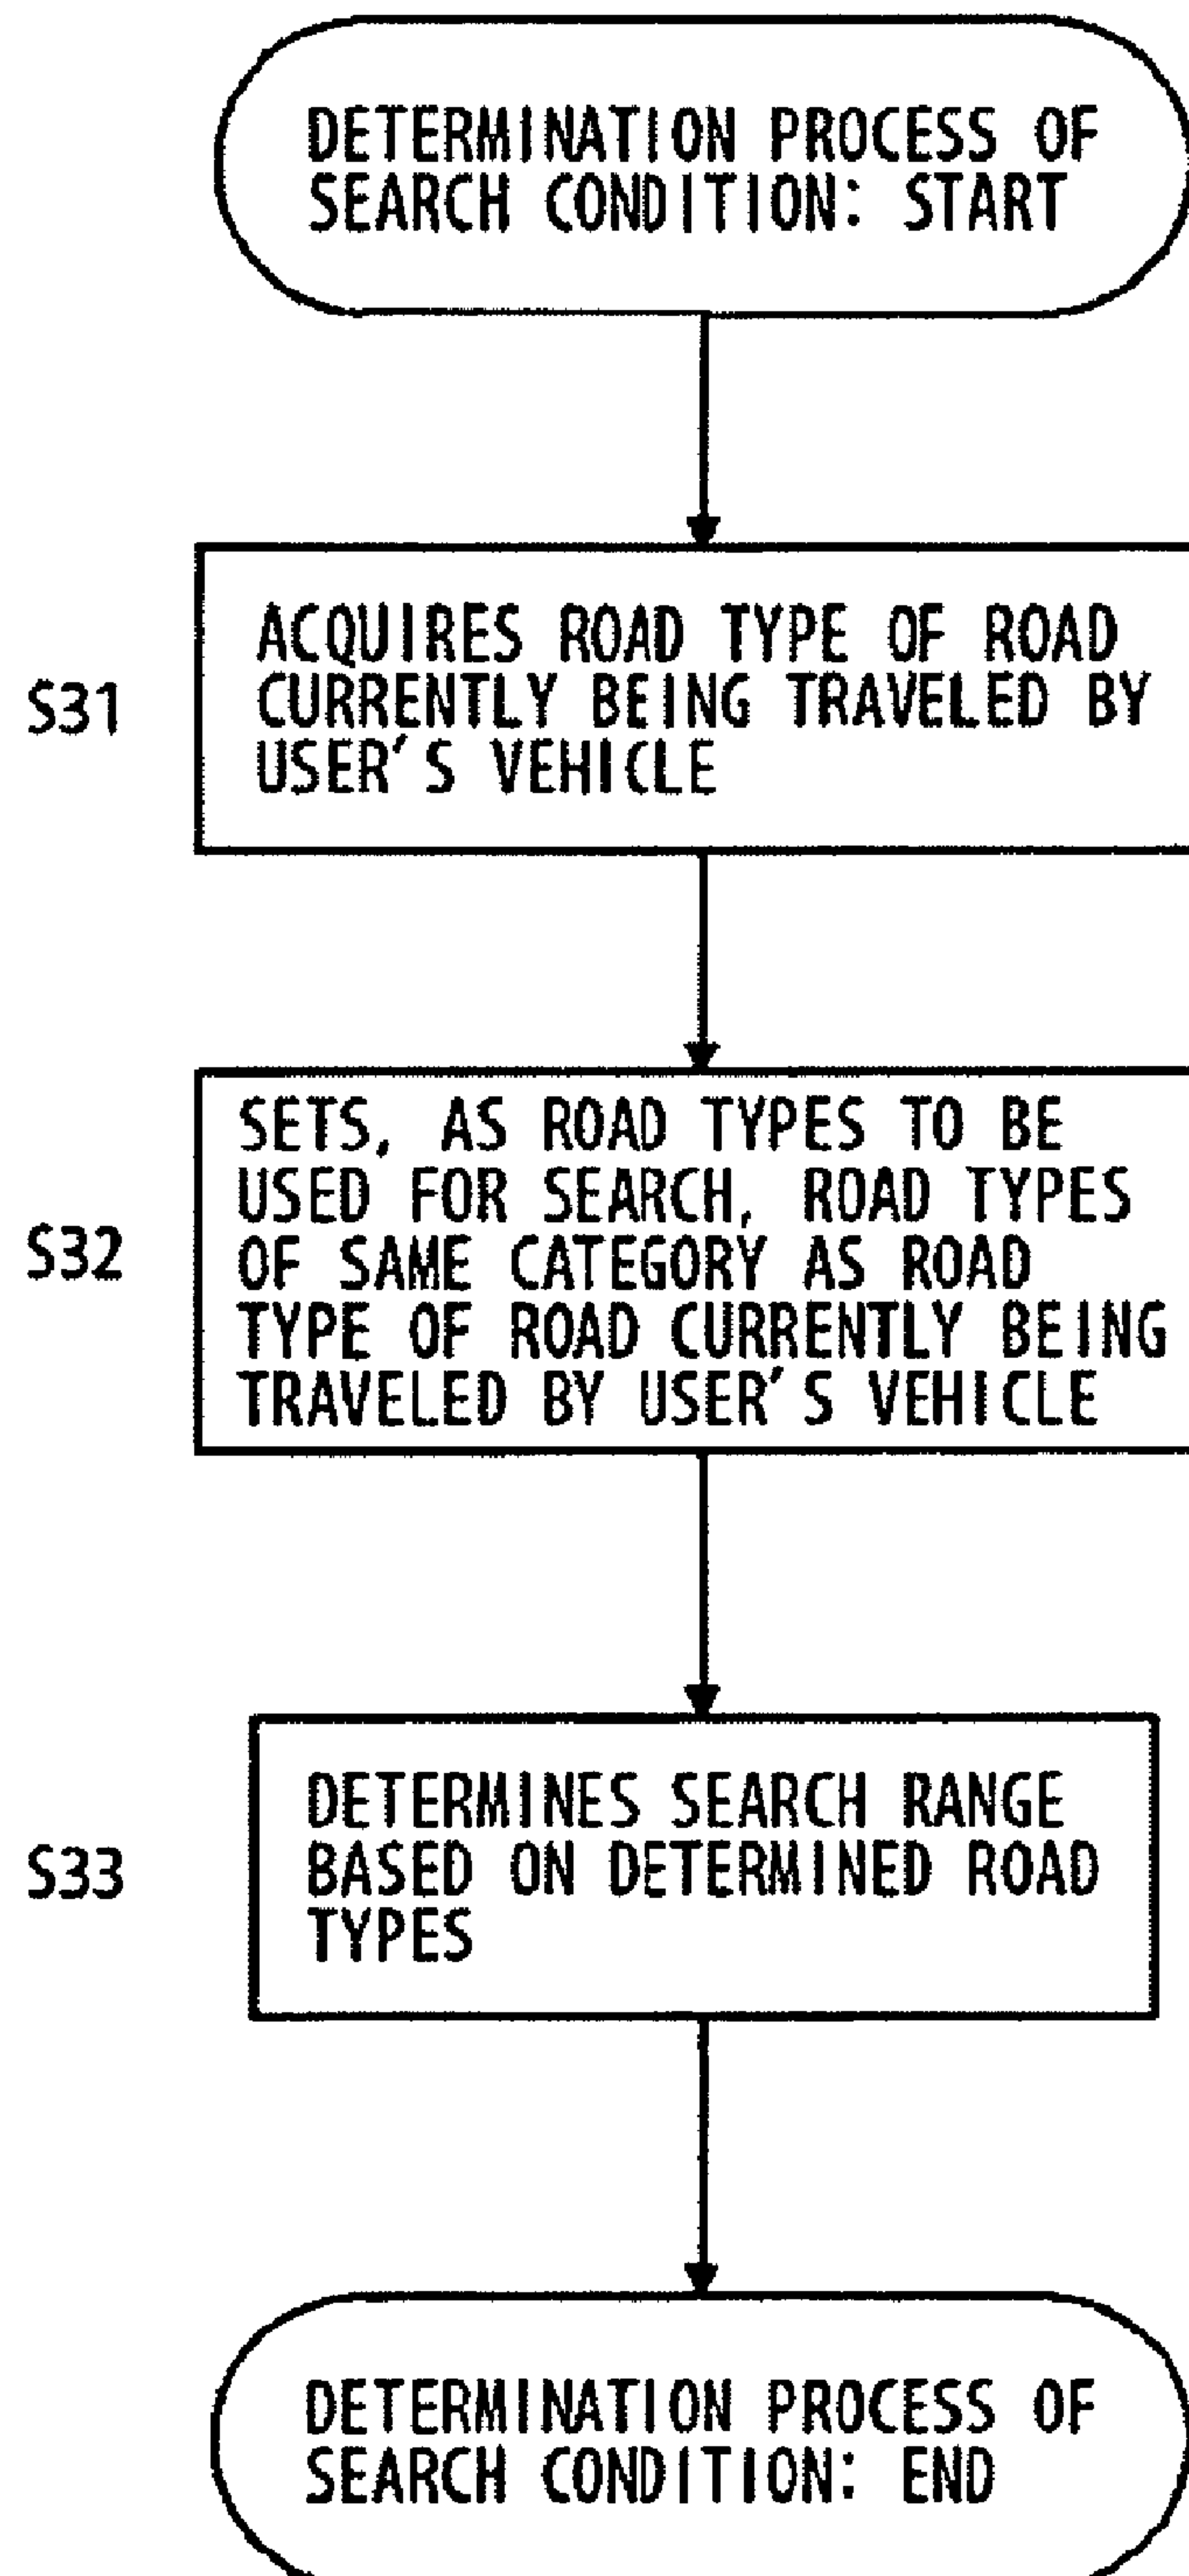 DETERMINATION PROCESS OF
SEARCH CONDITION: START
S31
ACQUIRES ROAD TYPE OF ROAD
CURRENTLY BEING TRAVELED BY
USER'S VEHICLE
S32
SETS, AS ROAD TYPES TO BE
USED FOR SEARCH, ROAD TYPES
OF SAME CATEGORY AS ROAD
TYPE OF ROAD CURRENTLY BEING
TRAVELED BY USER'S VEHICLE
S33
DETERMINES SEARCH RANGE
BASED ON DETERMINED ROAD
TYPES
DETERMINATION PROCESS OF
SEARCH CONDITION: END